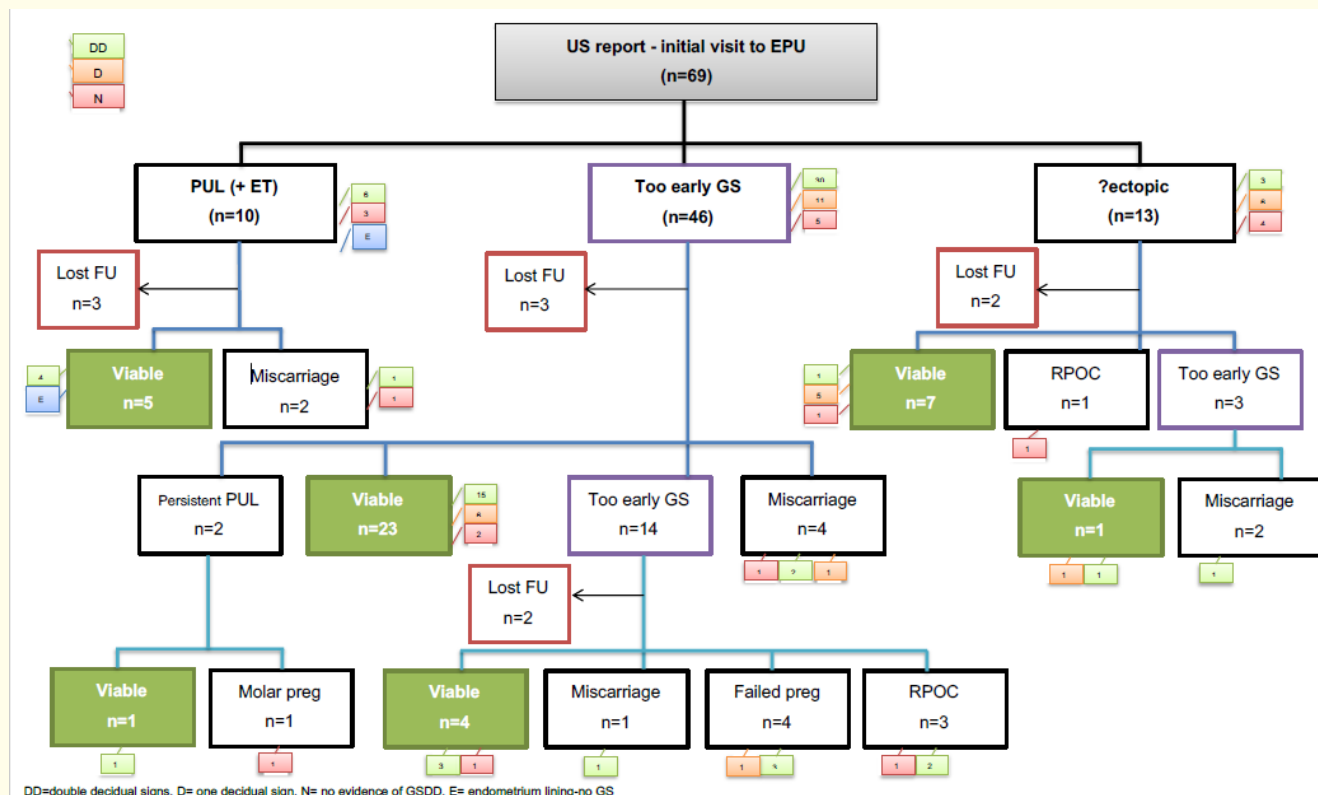 DD
D
N
US report - initial visit to EPU
(n=69)
PUL (+ ET)
(n=10)
6
3
E
Too early GS
(n=46)
30
11
5
?ectopic
(n=13)
3
6
4
Lost FU
n=3
Lost FU
n=3
Lost FU
n=2
4
E
Viable
n=5
Miscarriage
n=2
1
1
1
5
1
Viable
n=7
RPOC
n=1
1
Too early GS
n=3
Persistent PUL
n=2
Viable
n=23
15
6
2
Too early GS
n=14
Miscarriage
n=4
1
2
1
Viable
n=1
1
1
Miscarriage
n=2
1
Lost FU
n=2
Viable
n=1
1
Molar preg
n=1
1
Viable
n=4
3
1
Miscarriage
n=1
1
Failed preg
n=4
1
3
RPOC
n=3
1
2
DD=double decidual signs, D= one decidual sign, N= no evidence of GSDD, E= endometrium lining-no GS